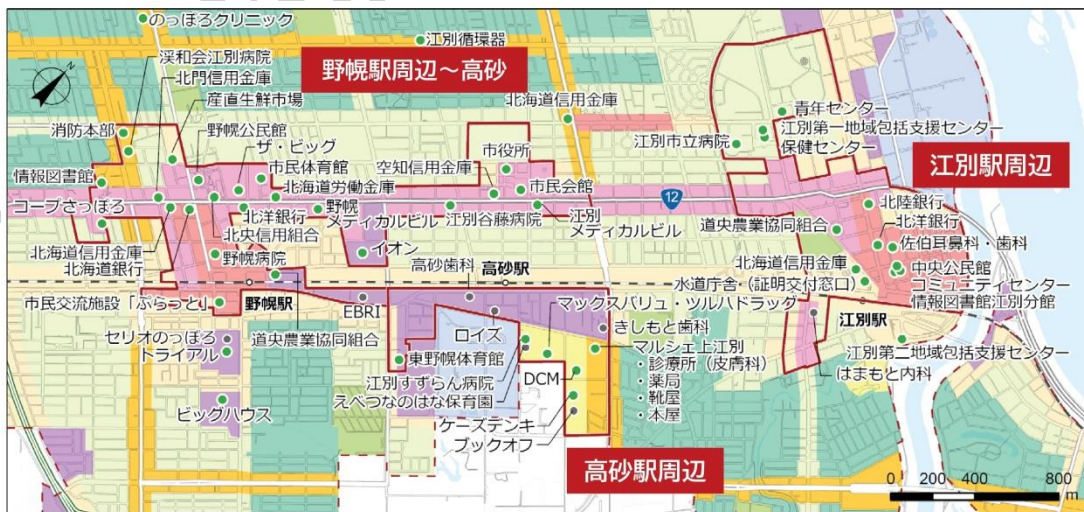 のっぽろクリニック
江別循環器
渓和会江別病院
北門信用金庫
産直生鮮市場
野幌駅周辺～高砂
北海道信用金庫
消防本部
野幌公民館
ザ・ビッグ
市民体育館
空知信用金庫
市役所
青年センター
江別第一地域包括支援センター
江別市立病院
保健センター
江別駅周辺
情報図書館
北海道労働金庫
市民会館
12
コープさっぽろ
北洋銀行
野幌
メディカルビル
江別谷藤病院
江別
メディカルビル
北陸銀行
北洋銀行
道央農業協同組合
佐伯耳鼻科・歯科
北海道信用金庫
北海道銀行
北央信用組合
野幌病院
イオン
高砂歯科
高砂駅
北海道信用金庫
中央公民館
コミュニティセンター
水道庁舎（証明交付窓口）
情報図書館江別分館
市民交流施設「ぷらっと」
野幌駅
EBRI
マックスバリュ・ツルハドラッグ
江別駅
セリオのっぽろ
トライアル
道央農業協同組合
ロイズ
きしもと歯科
東野幌体育館
マルシェ上江別
・診療所（皮膚科）
・薬局
・靴屋
・本屋
江別第二地域包括支援センター
はまもと内科
江別すずらん病院
えべつなのはな保育園
DCM
ビッグハウス
ケーズデンキ
ブックオフ
高砂駅周辺
0 200 400 800
m